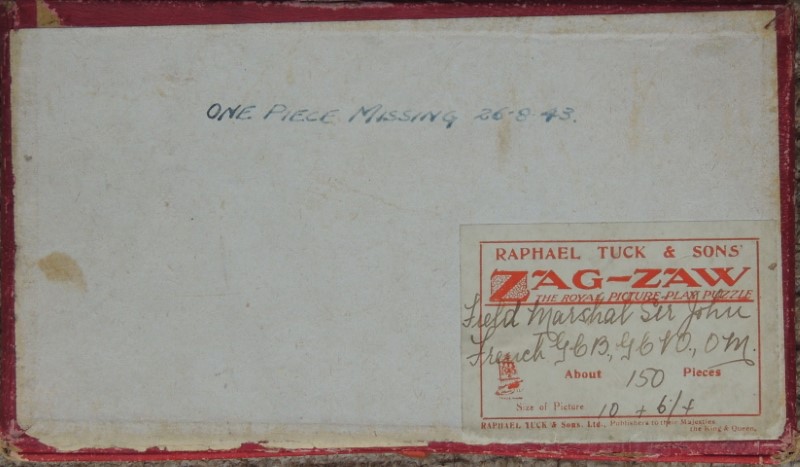 ONE PIECE MISSING 26-8-43.
RAPHAEL TUCK & SONS'
ZAG-ZAW
THE ROYAL PICTURE-PLAY PUZZLE
Field Marshal Sir John
French G.C.B., G.C.V.O., O.M.
About 150 Pieces
Size of Picture 10 + 6/4
RAPHAEL TUCK & Sons, Ltd., Publishers to their Majesties
the King & Queen.